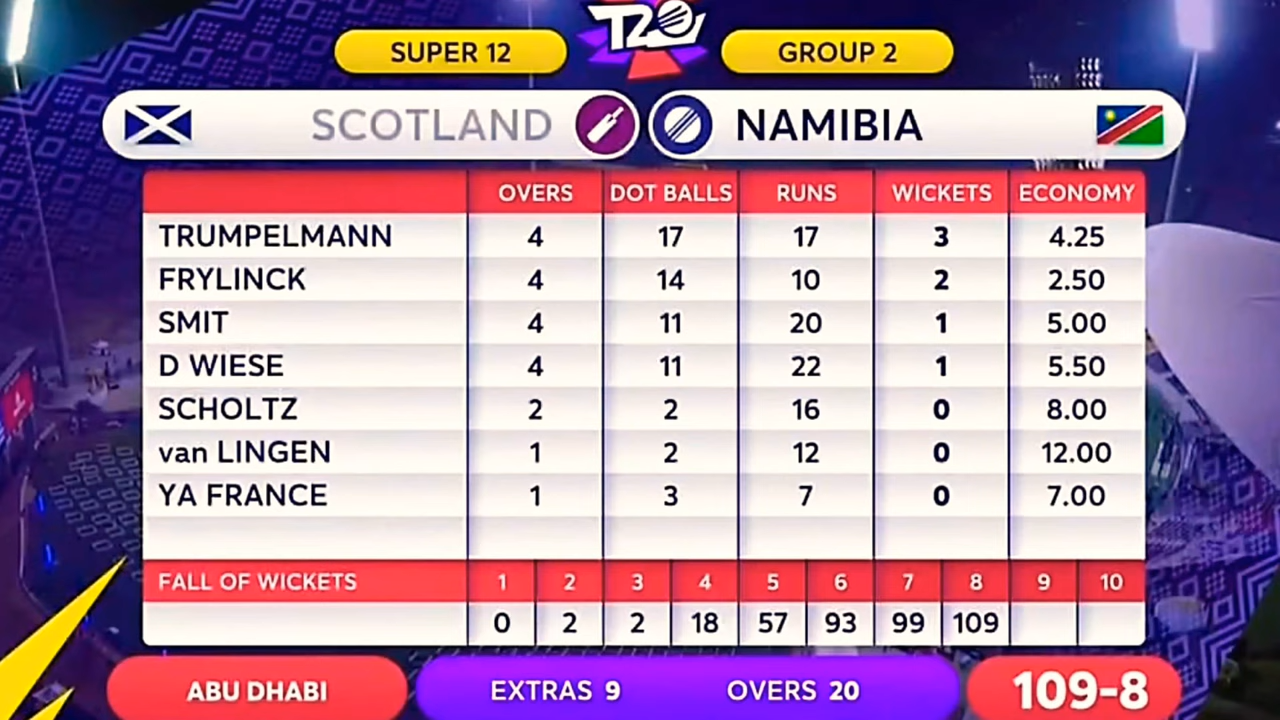 T20
SUPER 12 GROUP 2
SCOTLAND NAMIBIA
OVERS DOT BALLS RUNS WICKETS ECONOMY
TRUMPELMANN 4 17 17 3 4.25
FRYLINCK 4 14 10 2 2.50
SMIT 4 11 20 1 5.00
D WIESE 4 11 22 1 5.50
SCHOLTZ 2 2 16 0 8.00
van LINGEN 1 2 12 0 12.00
YA FRANCE 1 3 7 0 7.00
FALL OF WICKETS 1 2 3 4 5 6 7 8 9 10
0 2 2 18 57 93 99 109
ABU DHABI EXTRAS 9 OVERS 20 109-8